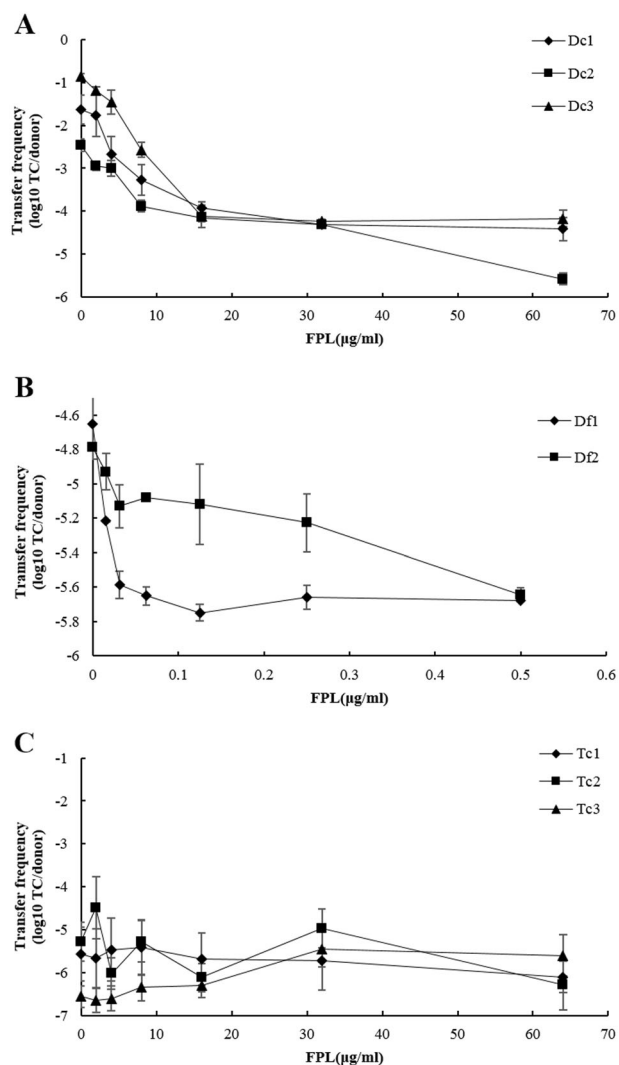 A
Dc1
Dc2
Dc3
0
-1
-2
-3
-4
-5
-6
Transfer frequency
(log10 TC/donor)
0 10 20 30 40 50 60 70
FPL(µg/ml)
B
Df1
Df2
-4.6
-4.8
-5
-5.2
-5.4
-5.6
-5.8
-6
Transfer frequency
(log10 TC/donor)
0 0.1 0.2 0.3 0.4 0.5 0.6
FPL(µg/ml)
C
Tc1
Tc2
Tc3
-1
-2
-3
-4
-5
-6
-7
Transfer frequency
(log10 TC/donor)
0 10 20 30 40 50 60 70
FPL(µg/ml)